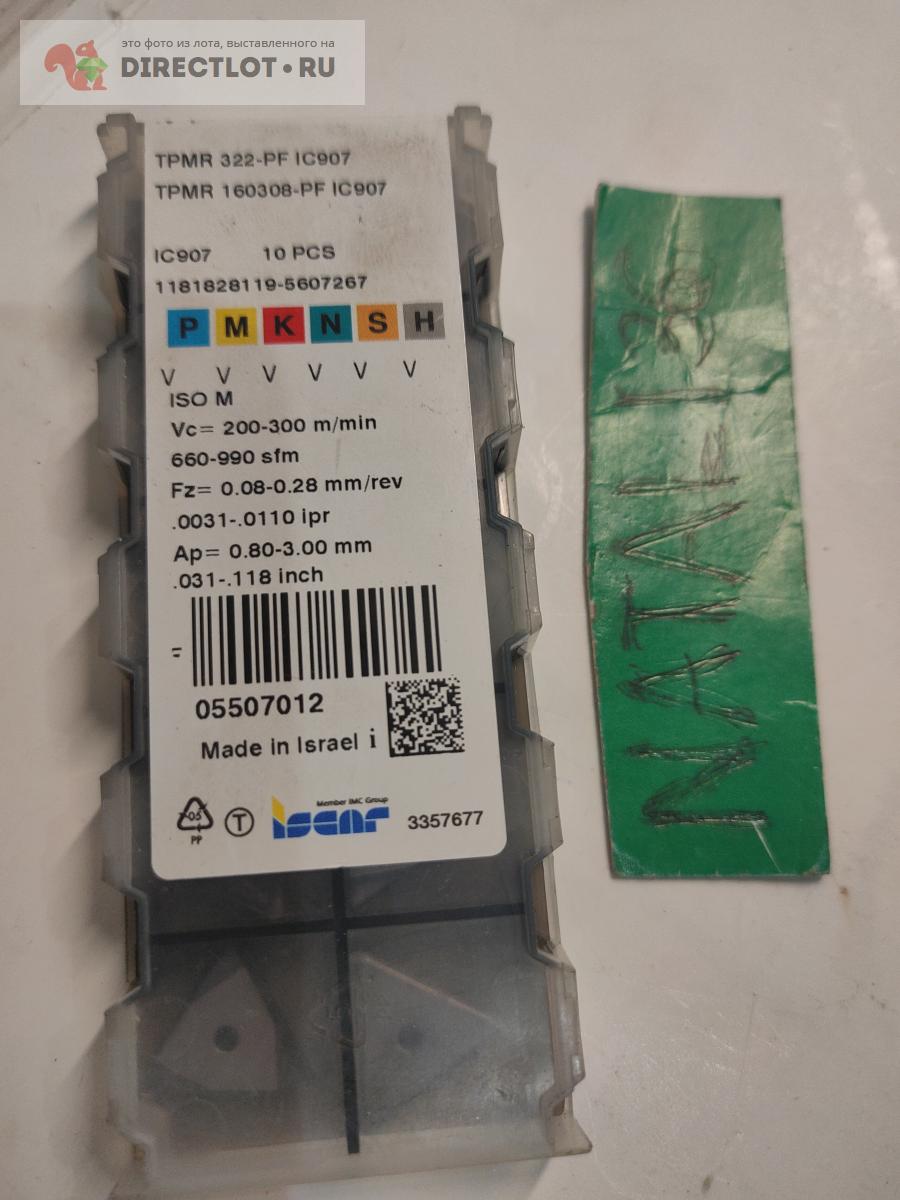 это фото из лота, выставленного на
DIRECTLOT.RU
TPMR 322-PF IC907
TPMR 160308-PF IC907
IC907 10 PCS
1181828119-5607267
P M K N S H
V V V V V V
ISO M
Vc= 200-300 m/min
660-990 sfm
Fz= 0.08-0.28 mm/rev
.0031-.0110 ipr
Ap= 0.80-3.00 mm
.031-.118 inch
05507012
Made in Israel i
05
PP
T
Member IMC Group
iscar
3357677